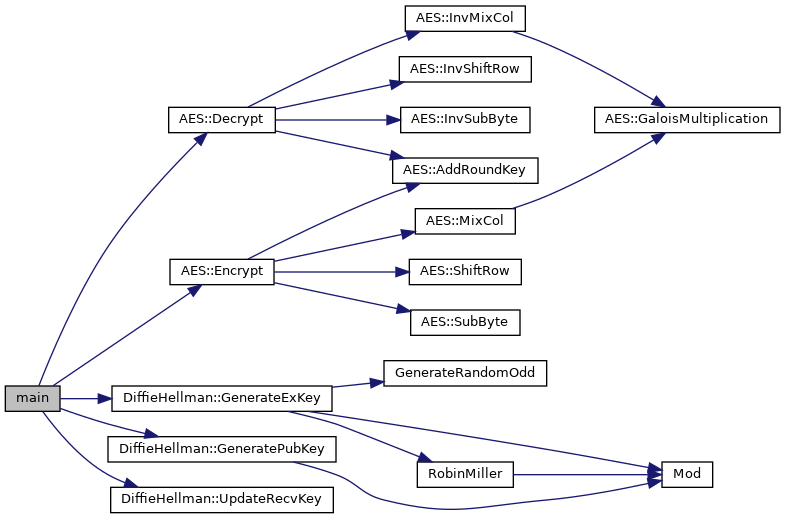 AES::InvMixCol
AES::InvShiftRow
AES::Decrypt
AES::InvSubByte
AES::GaloisMultiplication
AES::AddRoundKey
AES::MixCol
AES::Encrypt
AES::ShiftRow
AES::SubByte
GenerateRandomOdd
main
DiffieHellman::GenerateExKey
DiffieHellman::GeneratePubKey
RobinMiller
Mod
DiffieHellman::UpdateRecvKey